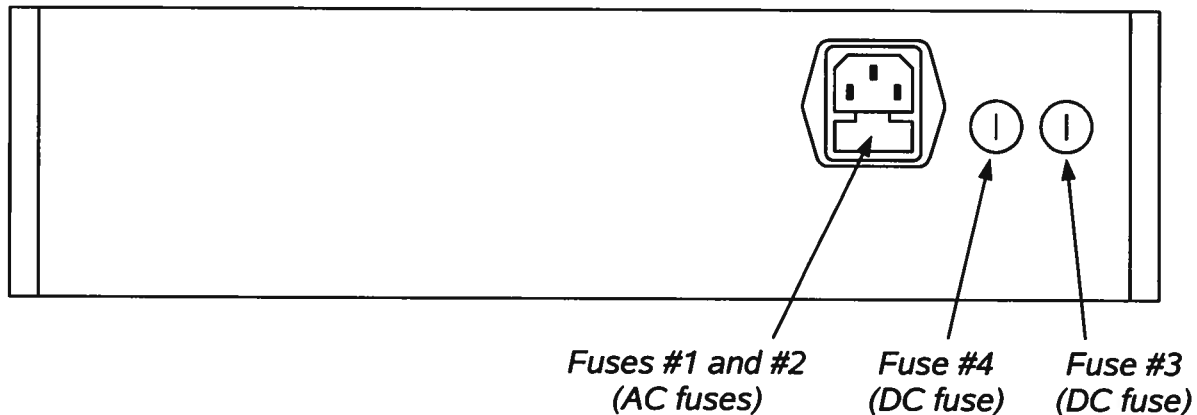 Fuses #1 and #2
(AC fuses)
Fuse #4
(DC fuse)
Fuse #3
(DC fuse)